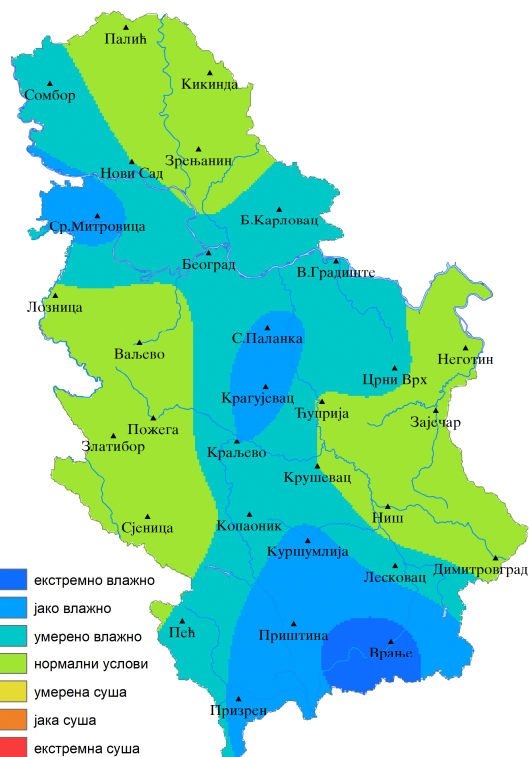 Палић
Кикинда
Сомбор
Зрењанин
Нови Сад
Б.Карловац
Ср.Митровица
Београд
В.Градиште
Лозница
С.Паланка
Ваљево
Неготин
Црни Врх
Крагујевац
Ћуприја
Зајечар
Пожега
Златибор
Краљево
Крушевац
Сјеница
Копаоник
Ниш
Куршумлија
Димитровград
Лесковац
екстремно влажно
јако влажно
умерено влажно
Пећ
Приштина
Врање
нормални услови
умерена суша
Призрен
јака суша
екстремна суша